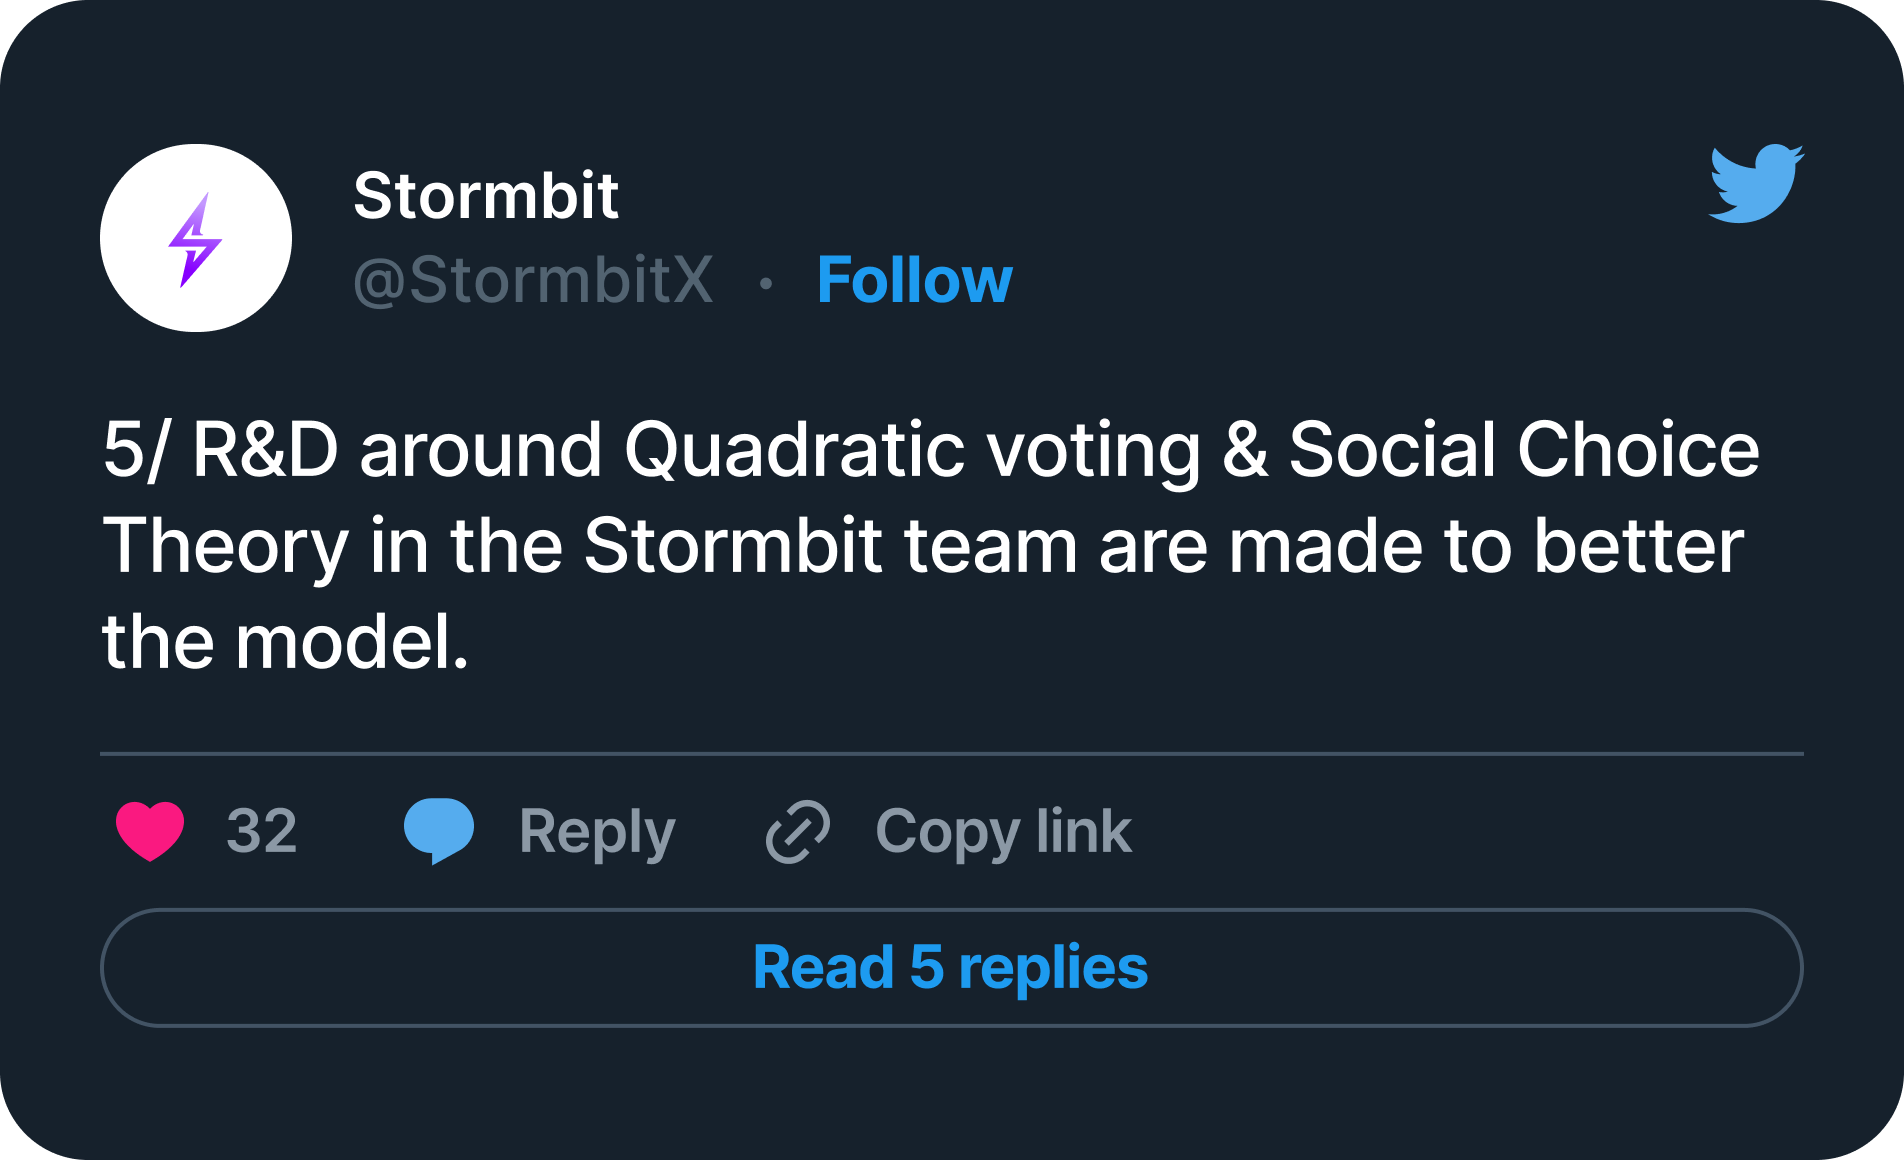 Stormbit
@StormbitX · Follow
5/ R&D around Quadratic voting & Social Choice
Theory in the Stormbit team are made to better
the model.
32 Reply Copy link
Read 5 replies